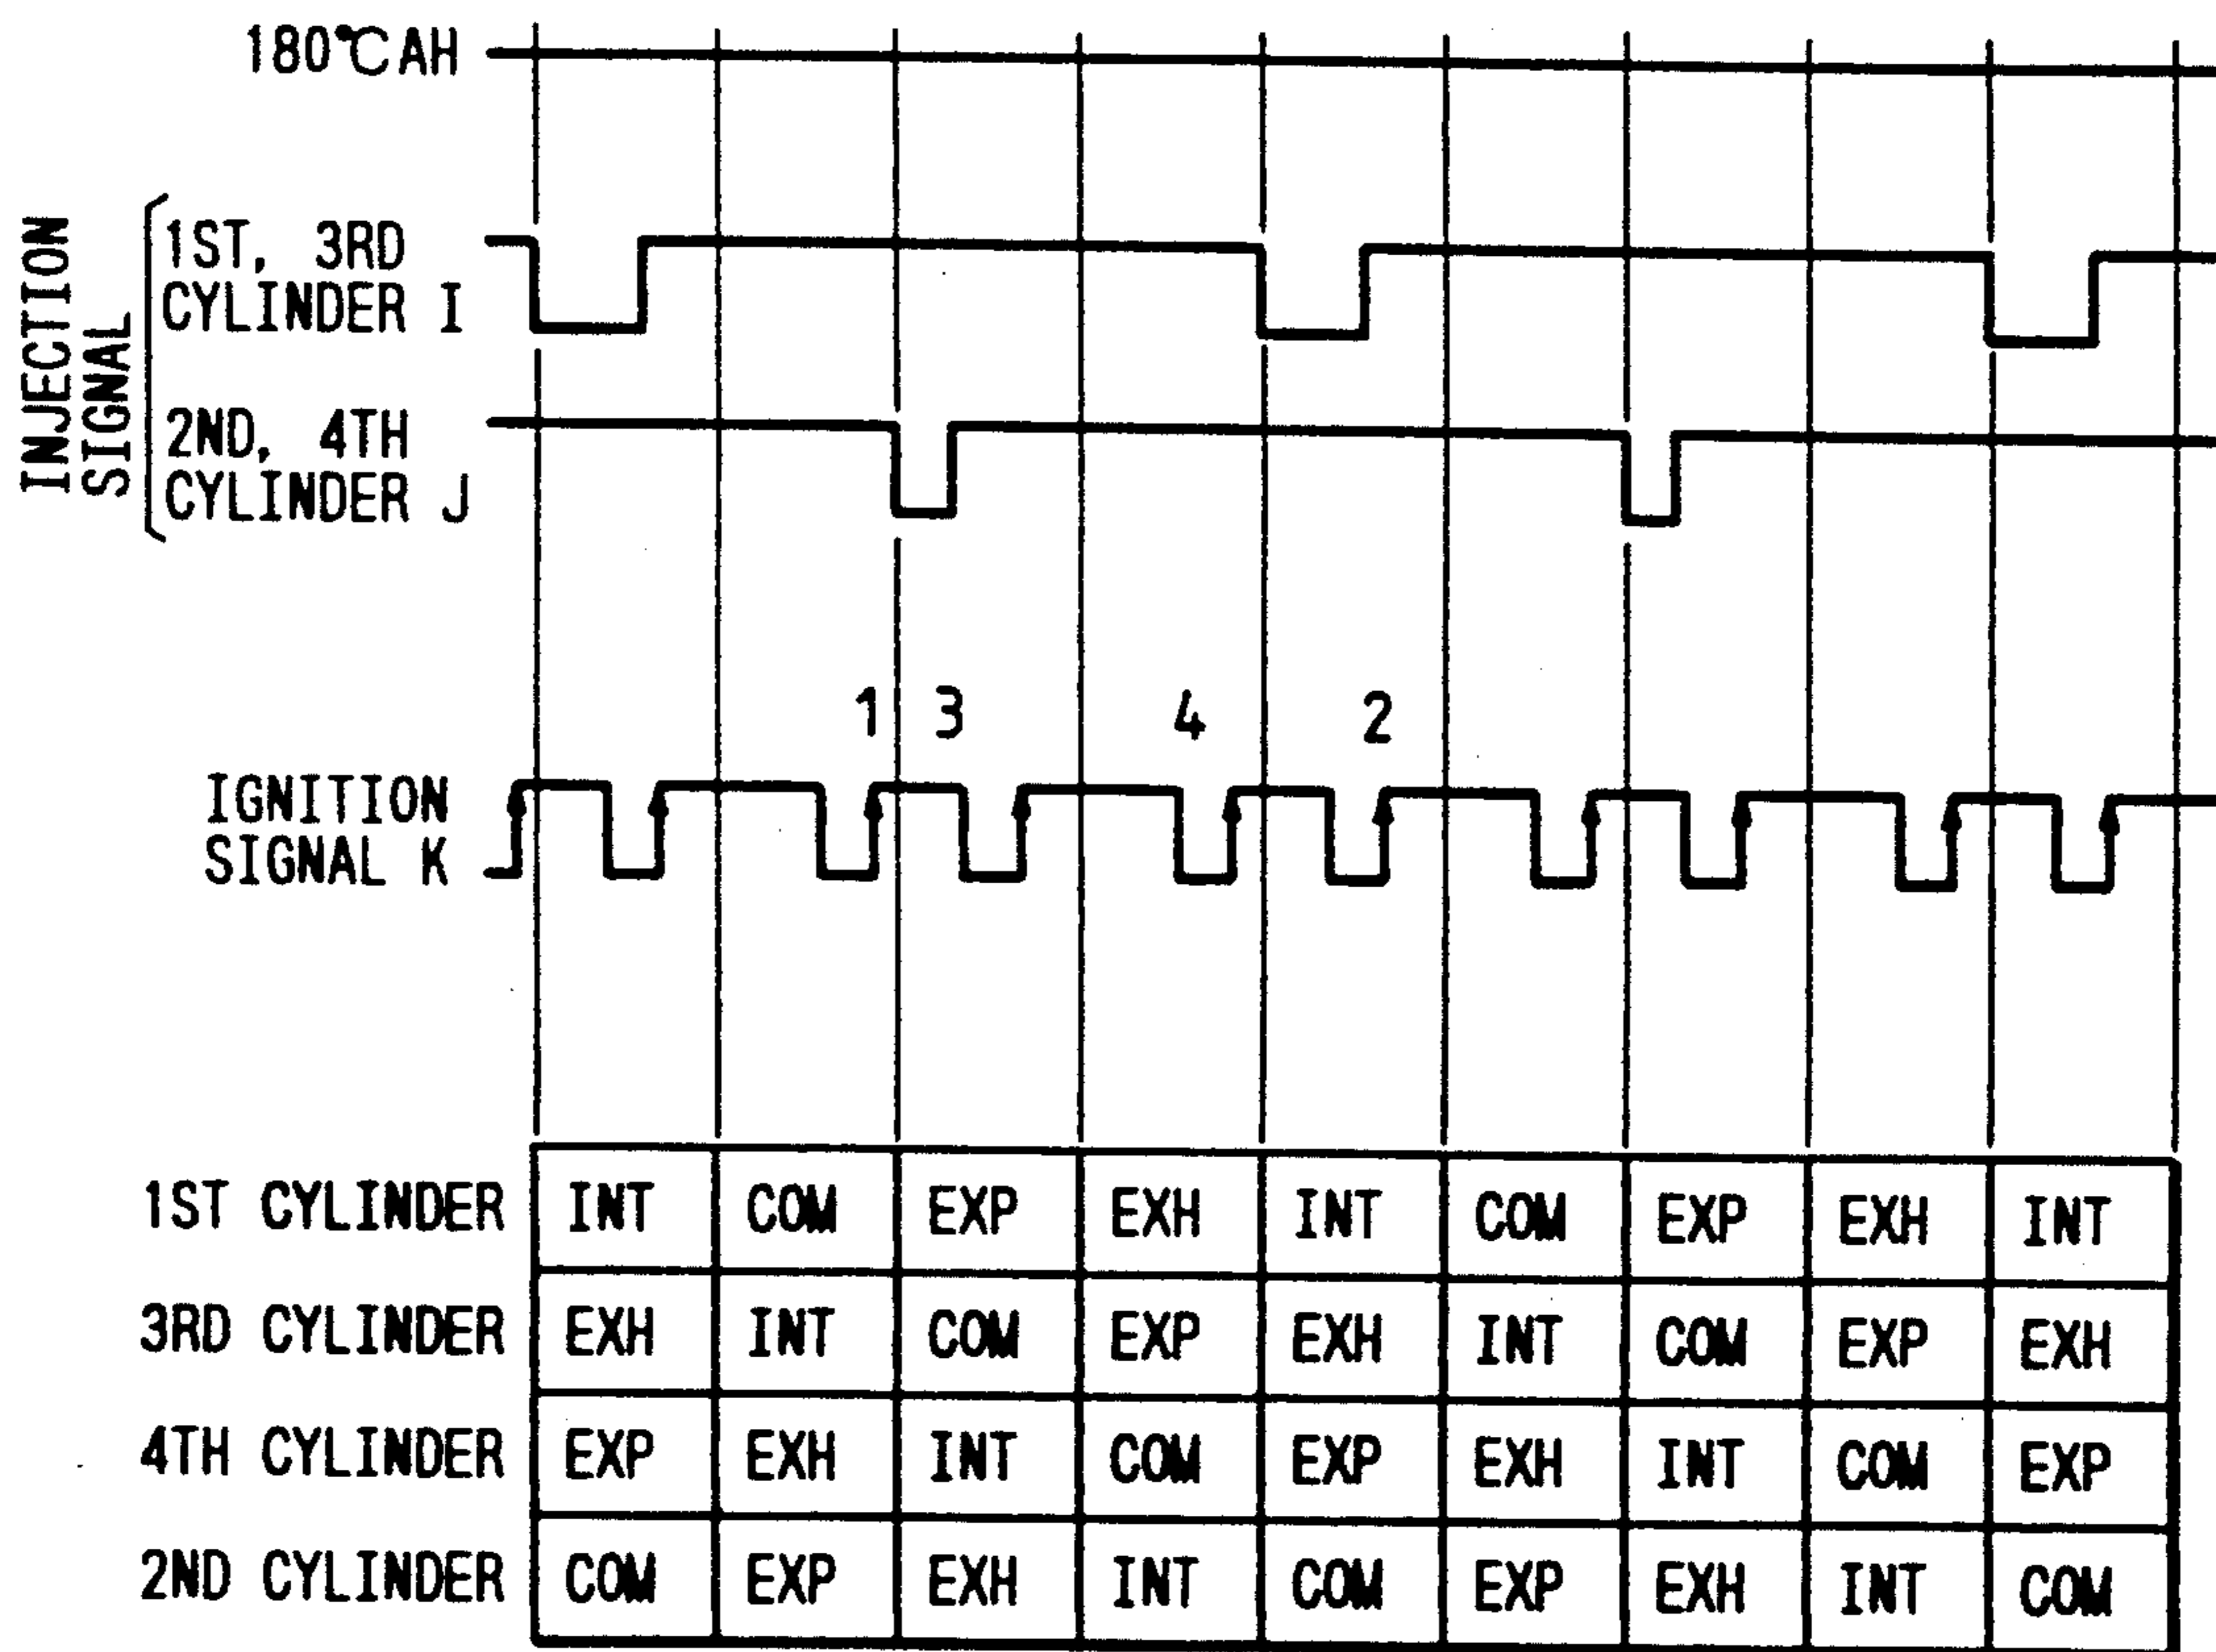 180℃AH
INJECTION
SIGNAL
1ST, 3RD
CYLINDER I
2ND, 4TH
CYLINDER J
1 3 4 2
IGNITION
SIGNAL K
1ST CYLINDER INT COM EXP EXH INT COM EXP EXH INT
3RD CYLINDER EXH INT COM EXP EXH INT COM EXP EXH
4TH CYLINDER EXP EXH INT COM EXP EXH INT COM EXP
2ND CYLINDER COM EXP EXH INT COM EXP EXH INT COM